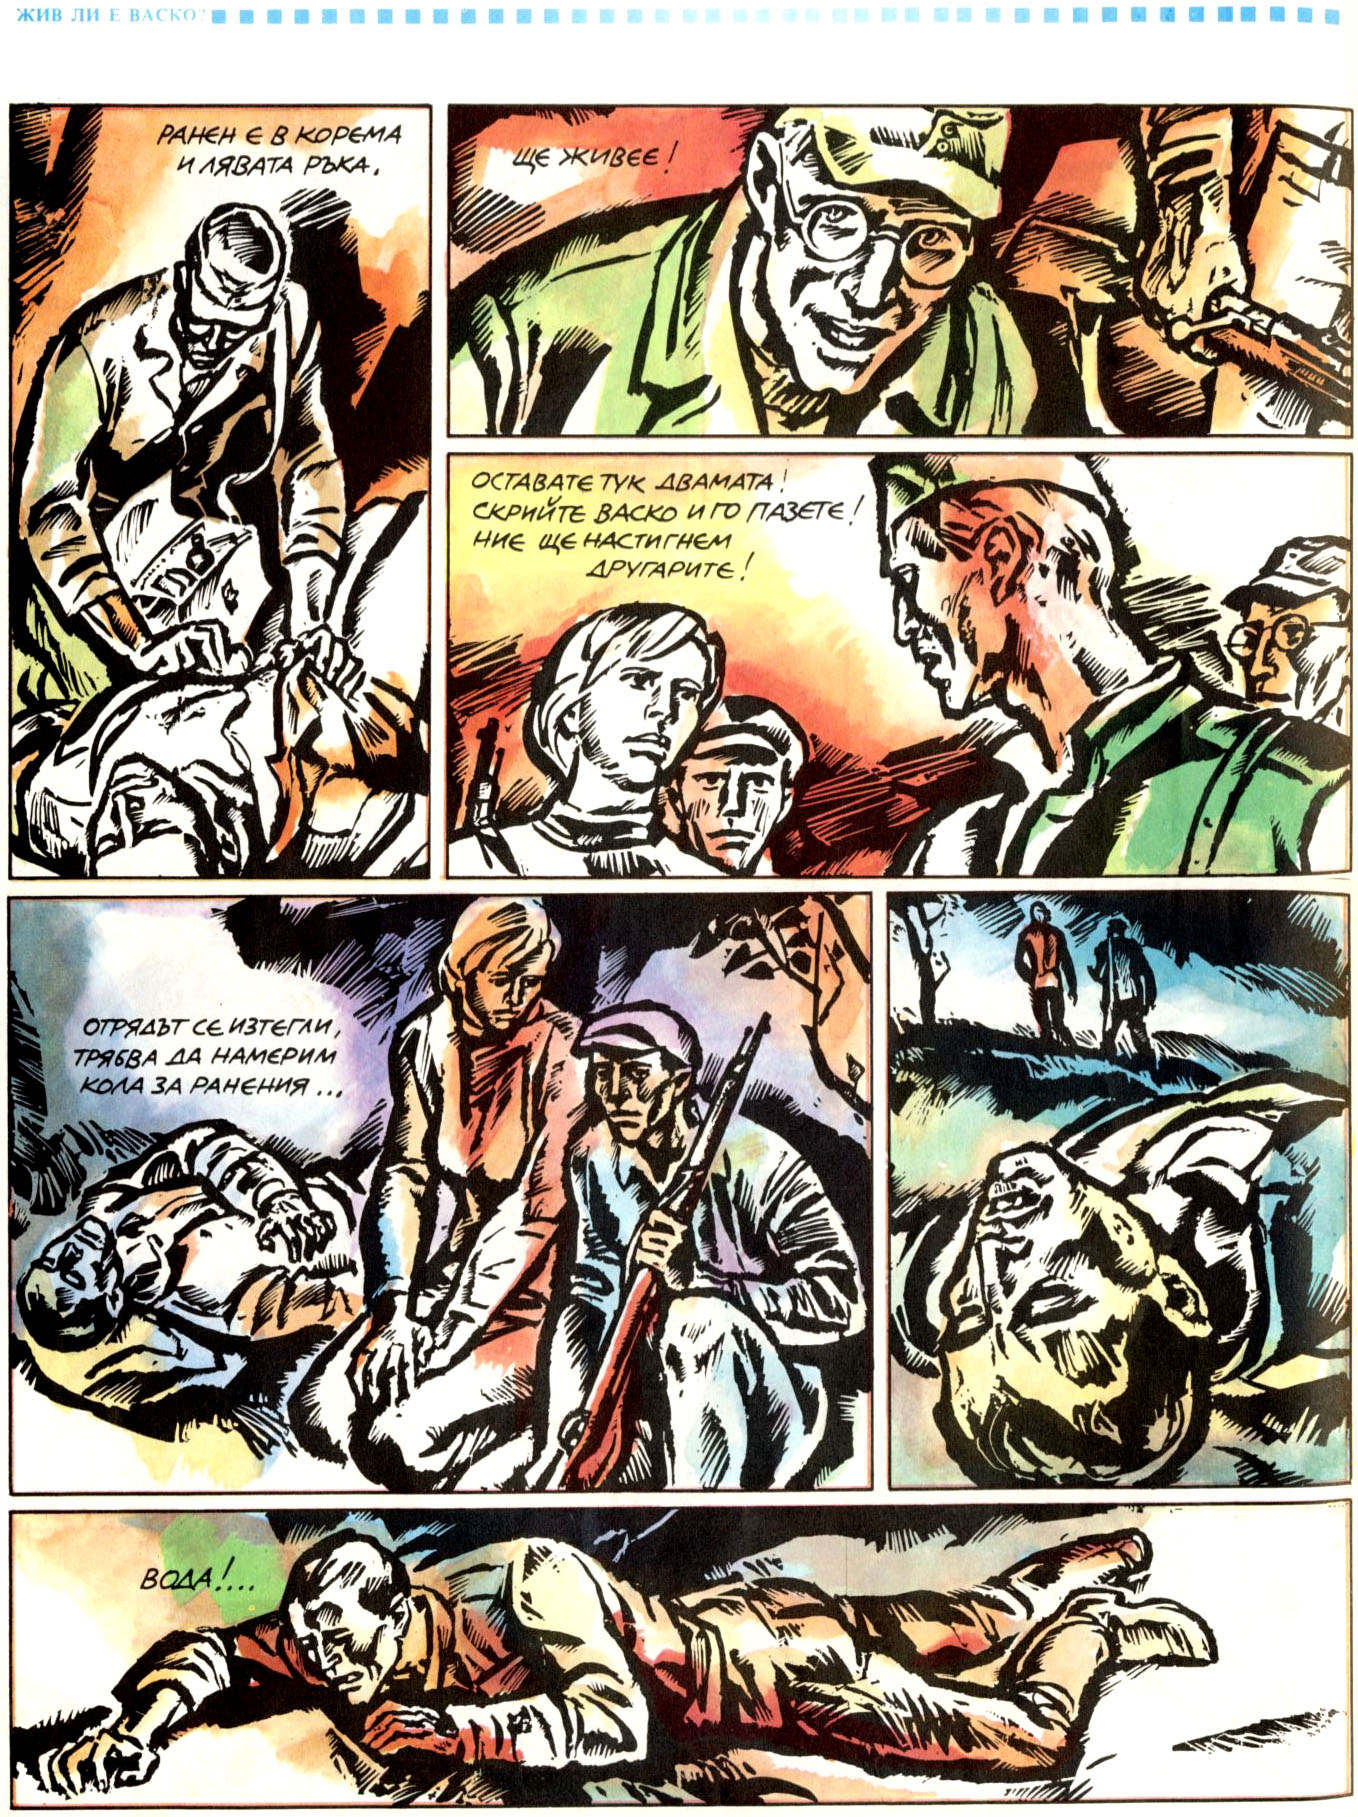 ЖИВ ЛИ Е ВАСКО?
РАНЕН Е В КОРЕМА
И ЛЯВАТА РЪКА.
ЩЕ ЖИВЕЕ!
ОСТАВАТЕ ТУК ДВАМАТА!
СКРИЙТЕ ВАСКО И ГО ПАЗЕТЕ!
НИЕ ЩЕ НАСТИГНЕМ
ДРУГАРИТЕ!
ОТРЯДЪТ СЕ ИЗТЕГЛИ,
ТРЯБВА ДА НАМЕРИМ
КОЛА ЗА РАНЕНИЯ...
ВОДА!...